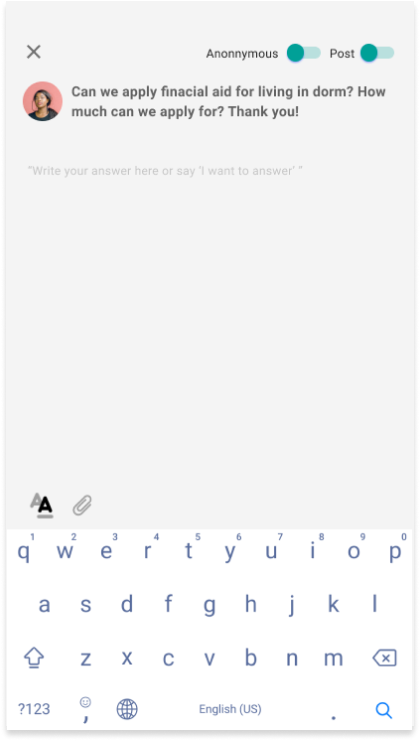 Anonnymous Post
Can we apply finacial aid for living in dorm? How
much can we apply for? Thank you!
"Write your answer here or say 'I want to answer' "
AA
1 2 3 4 5 6 7 8 9 0
q w e r t y u i o p
a s d f g h j k l
z x c v b n m
?123 , English (US) .